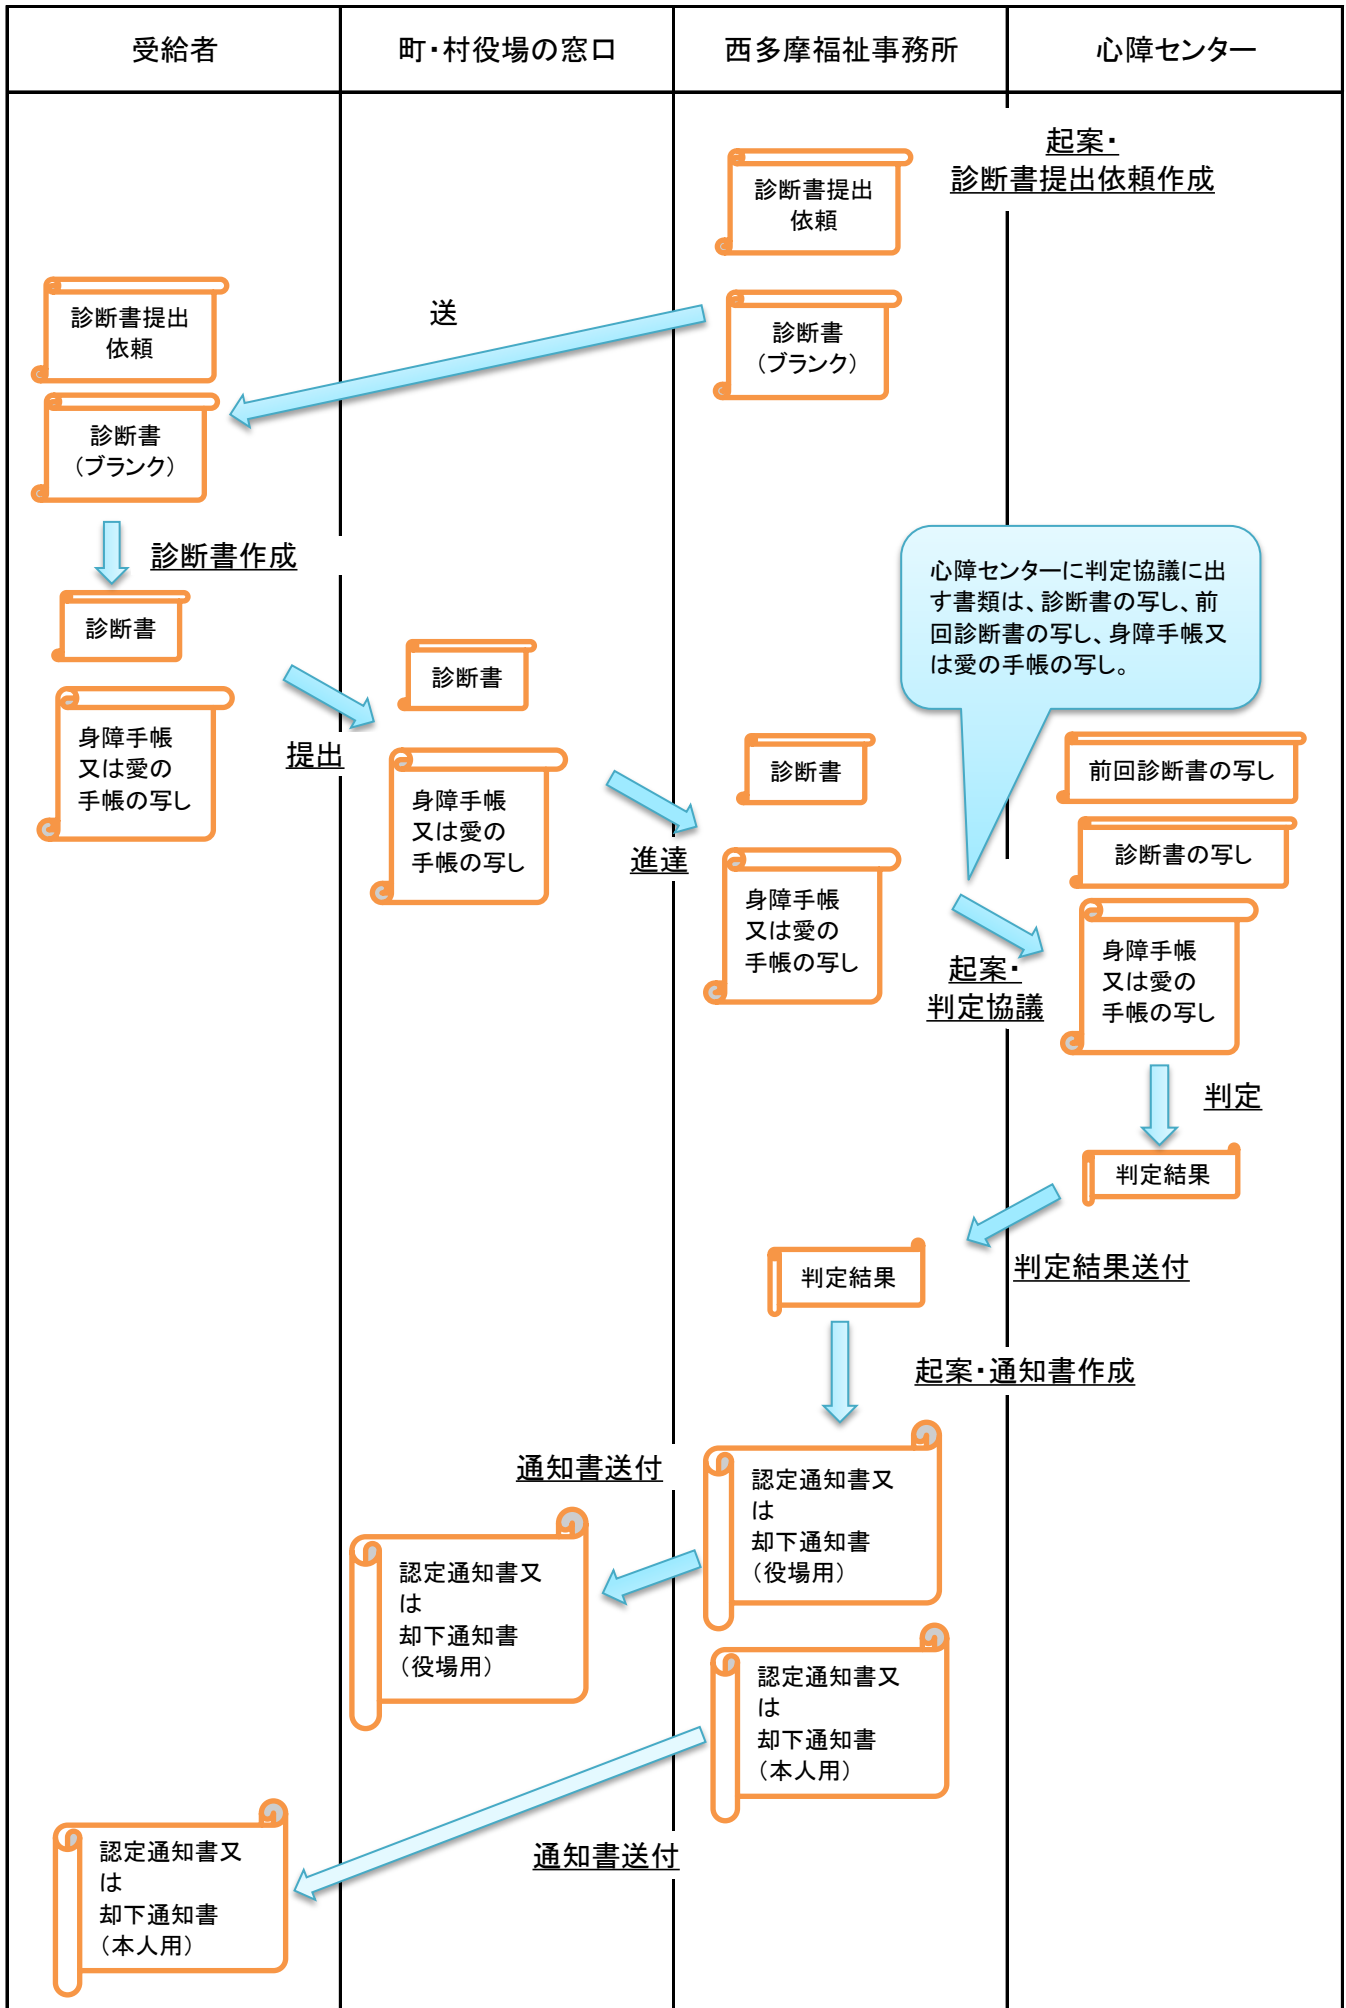 受給者
町・村役場の窓口
西多摩福祉事務所
心障センター
起案・
診断書提出依頼作成
診断書提出
依頼
診断書
（ブランク）
送
診断書提出
依頼
診断書
（ブランク）
診断書作成
診断書
身障手帳
又は愛の
手帳の写し
提出
診断書
身障手帳
又は愛の
手帳の写し
進達
診断書
身障手帳
又は愛の
手帳の写し
心障センターに判定協議に出
す書類は、診断書の写し、前
回診断書の写し、身障手帳又
は愛の手帳の写し。
起案・
判定協議
前回診断書の写し
診断書の写し
身障手帳
又は愛の
手帳の写し
判定
判定結果
判定結果送付
判定結果
起案・通知書作成
認定通知書又
は
却下通知書
（役場用）
通知書送付
認定通知書又
は
却下通知書
（役場用）
認定通知書又
は
却下通知書
（本人用）
通知書送付
認定通知書又
は
却下通知書
（本人用）